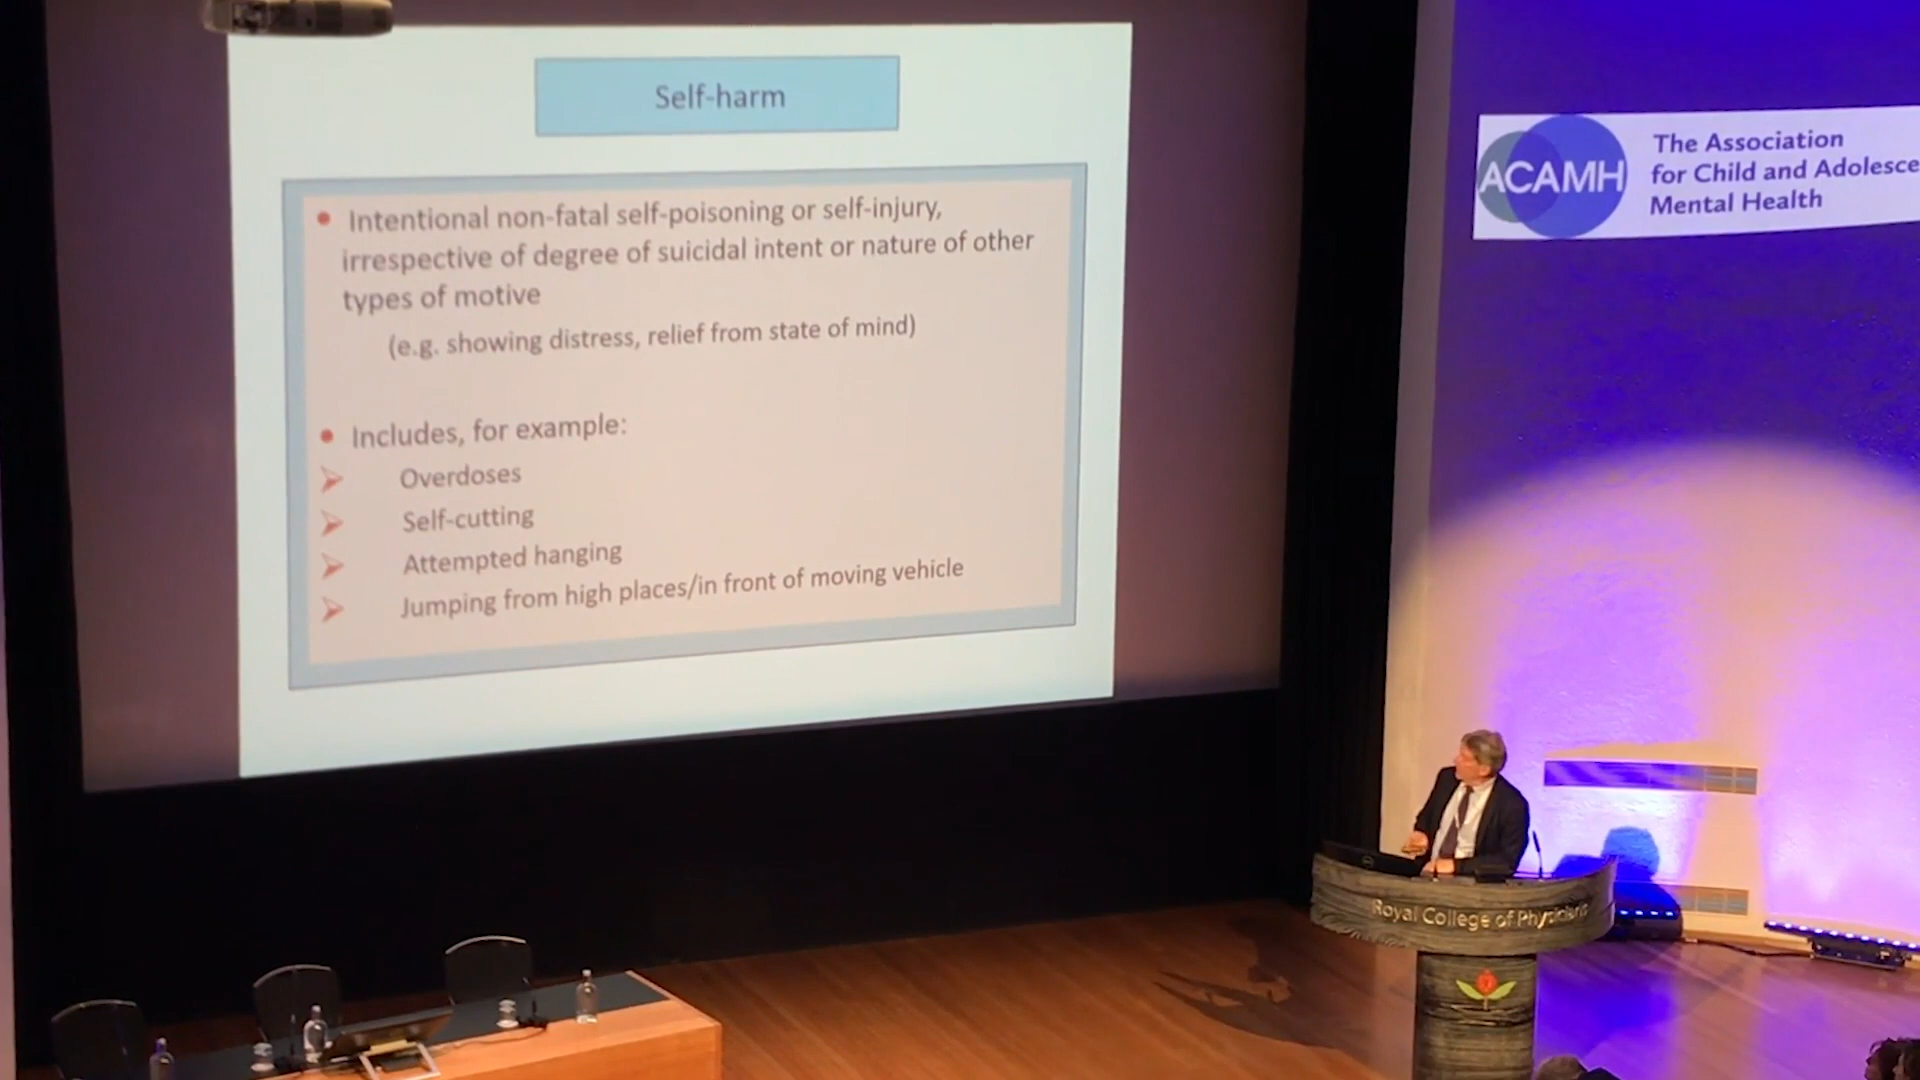 Self-harm
Intentional non-fatal self-poisoning or self-injury,
irrespective of degree of suicidal intent or nature of other
types of motive
(e.g. showing distress, relief from state of mind)
Includes, for example:
Overdoses
Self-cutting
Attempted hanging
Jumping from high places/in front of moving vehicle
ACAMH
The Association
for Child and Adolesce
Mental Health
Royal College of Physicians